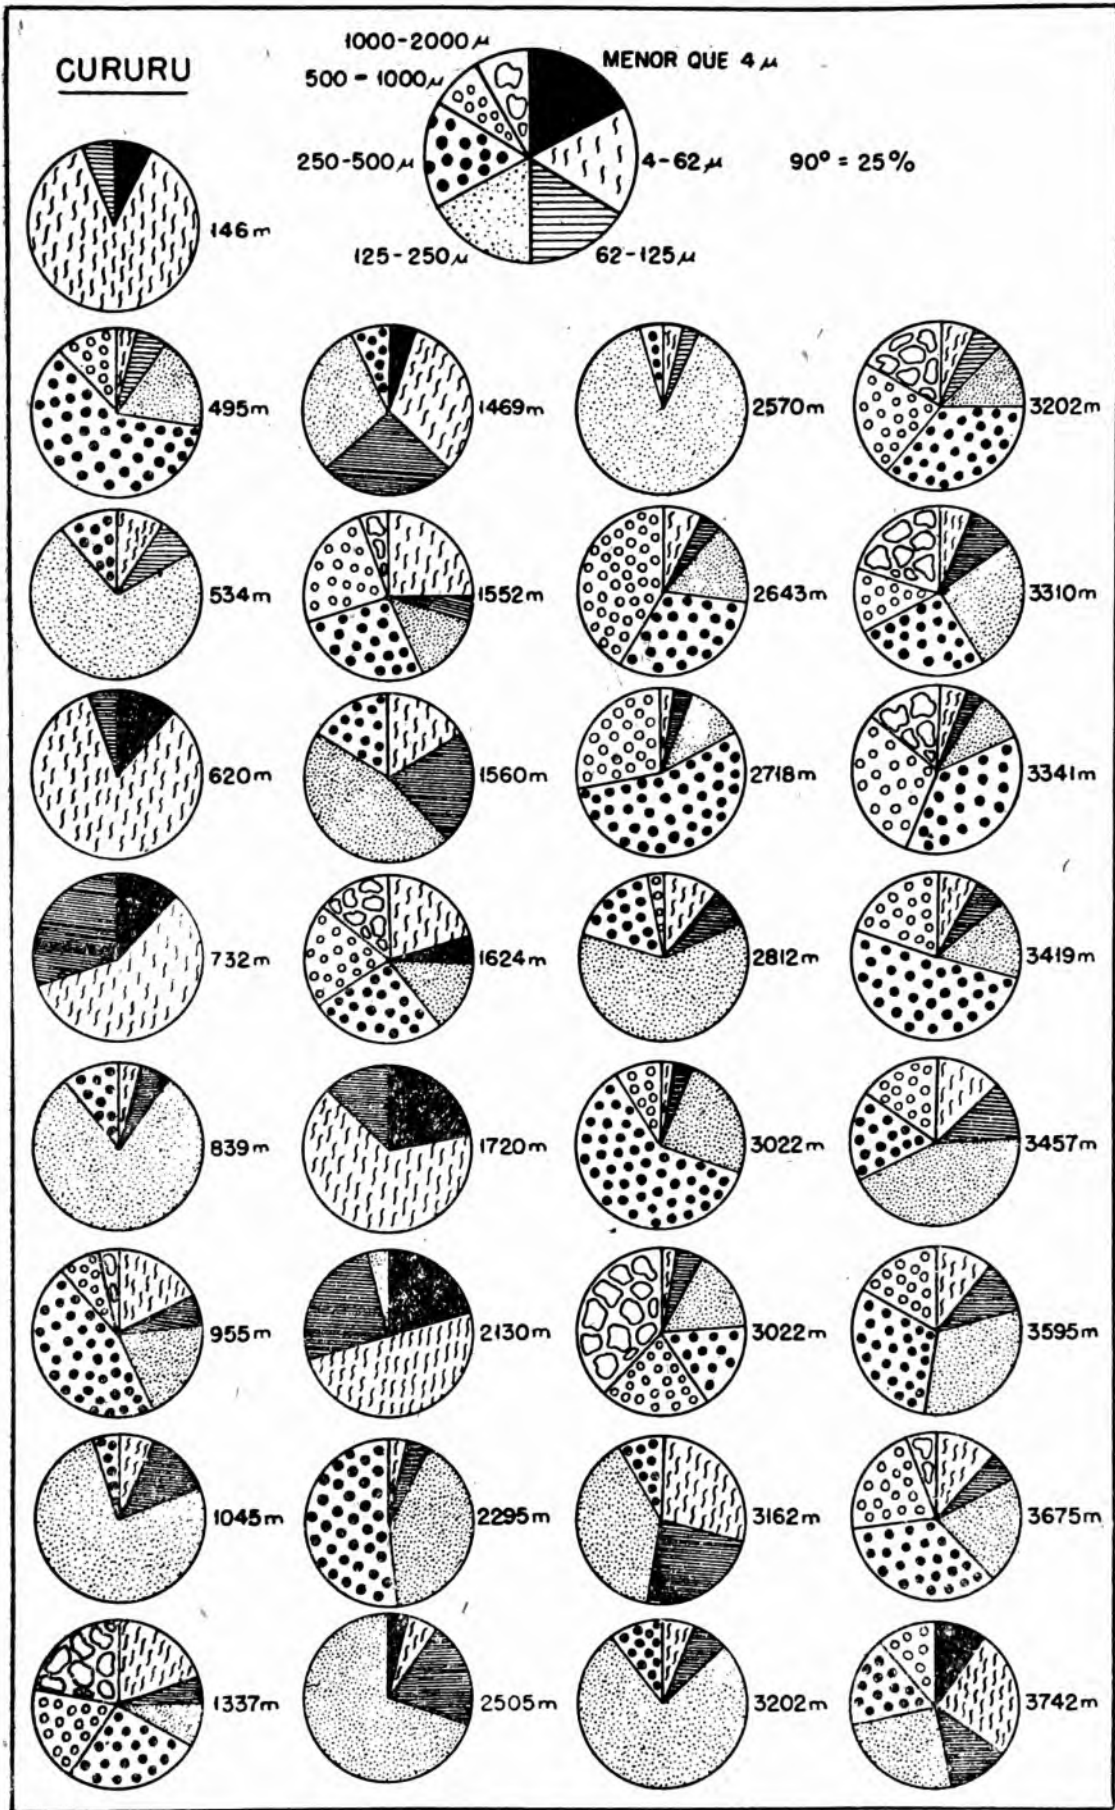 CURURU
1000-2000 µ
MENOR QUE 4 µ
500-1000 µ
250-500 µ
4-62 µ
90° = 25%
125-250 µ
62-125 µ
146 m
495 m
1469 m
2570 m
3202 m
534 m
1552 m
2643 m
3310 m
620 m
1560 m
2718 m
3341 m
732 m
1624 m
2812 m
3419 m
839 m
1720 m
3022 m
3457 m
955 m
2130 m
3022 m
3595 m
1045 m
2295 m
3162 m
3675 m
1337 m
2505 m
3202 m
3742 m